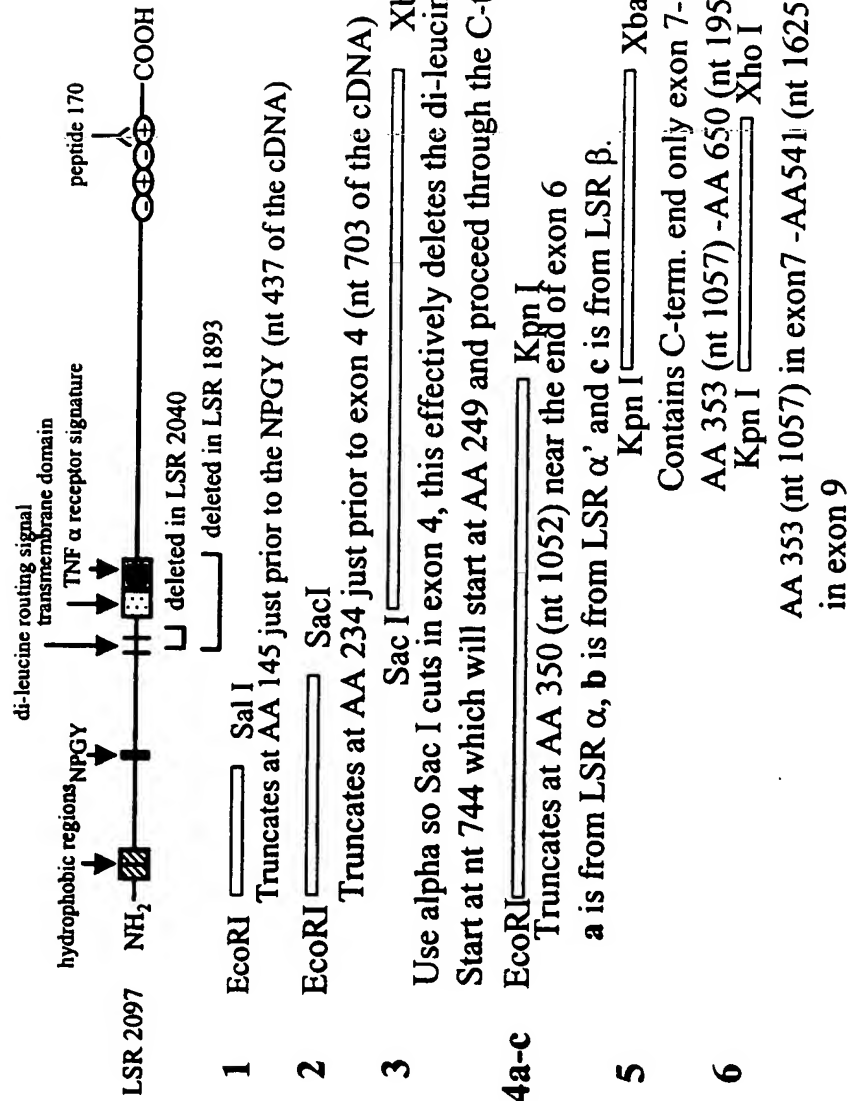 di-leucine routing signal
transmembrane domain
TNF α receptor signature
peptide 170
hydrophobic regions
NPGY
LSR 2097
NH2
- + - +
COOH
deleted in LSR 2040
deleted in LSR 1893
1
EcoRI
Sal I
Truncates at AA 145 just prior to the NPGY (nt 437 of the cDNA)
2
EcoRI
SacI
Truncates at AA 234 just prior to exon 4 (nt 703 of the cDNA)
3
Sac I
Use alpha so Sac I cuts in exon 4, this effectively deletes the
Start at nt 744 which will start at AA 249 and proceed through the
4a-c
EcoRI
Kpn I
Truncates at AA 350 (nt 1052) near the end of exon 6
a is from LSR α, b is from LSR α' and c is from LSR β.
5
Kpn I
Xba
Contains C-term. end only exon 7-
AA 353 (nt 1057) -AA 650 (nt 195
6
Kpn I
Xho I
AA 353 (nt 1057) in exon7 -AA541 (nt 1625
in exon 9